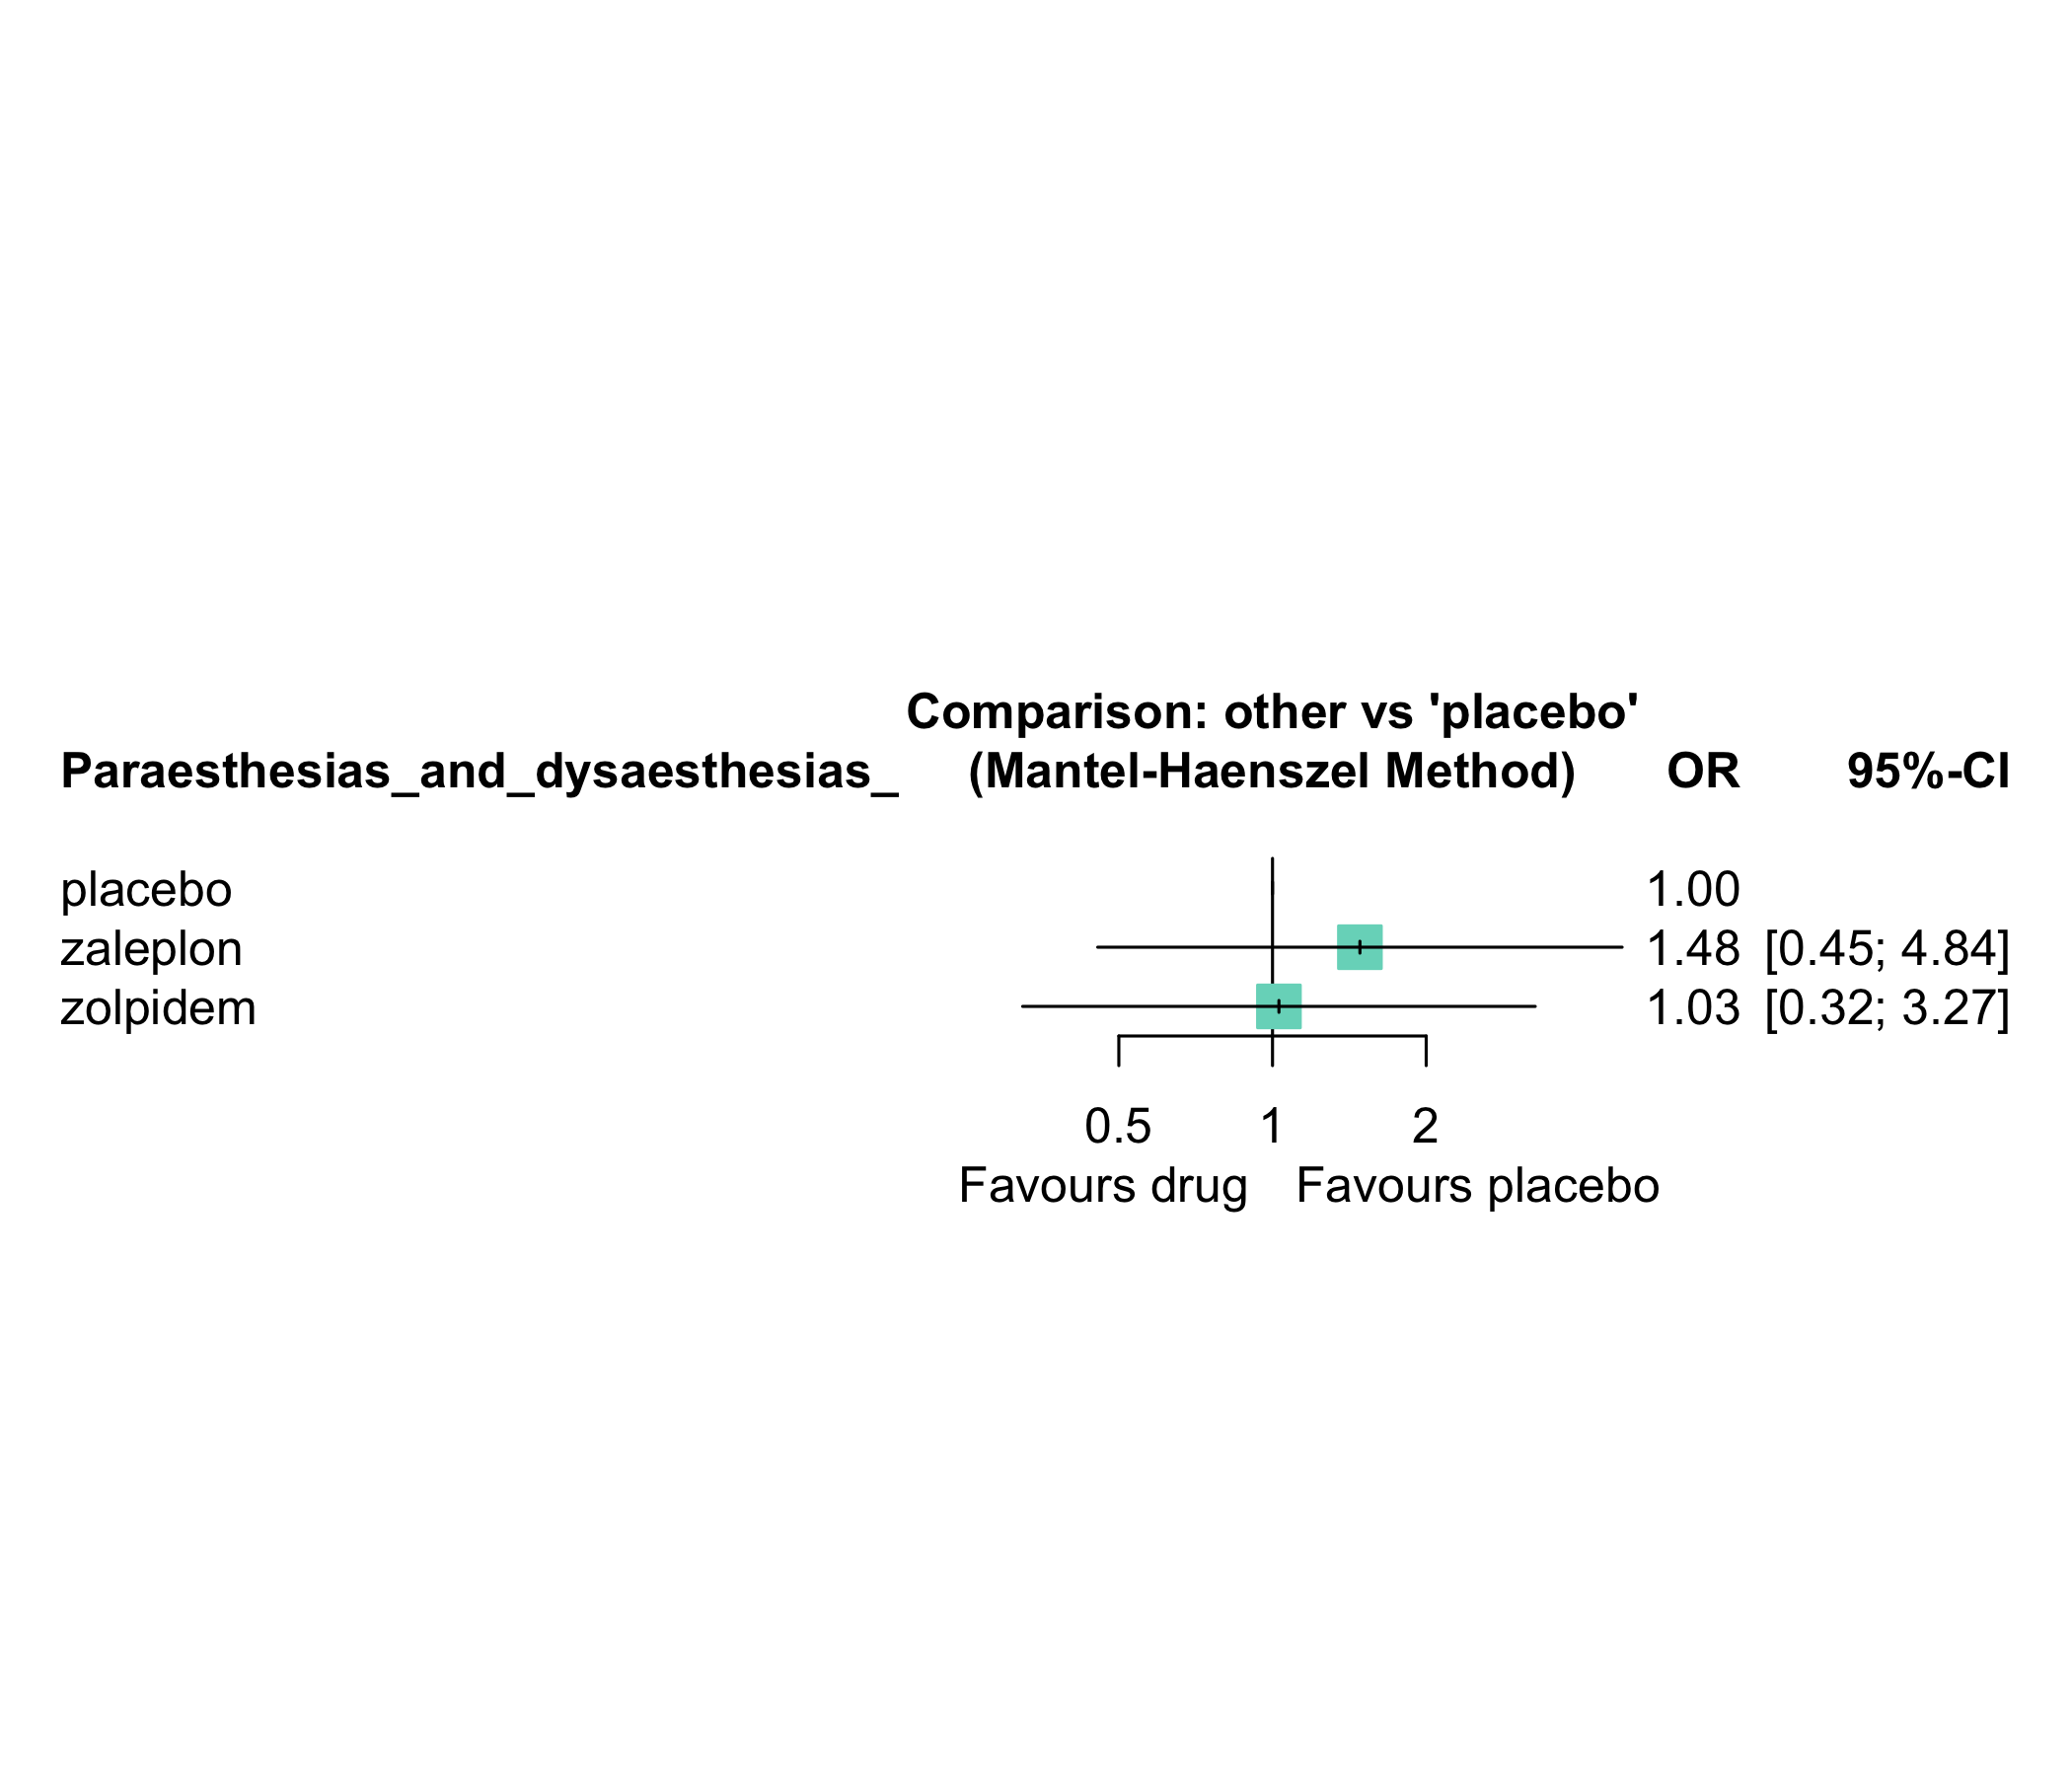 Comparison: other vs 'placebo'
Paraesthesias_and_dysaesthesias_ (Mantel-Haenszel Method) OR 95%-CI
placebo 1.00
zaleplon 1.48 [0.45; 4.84]
zolpidem 1.03 [0.32; 3.27]
0.5 1 2
Favours drug Favours placebo